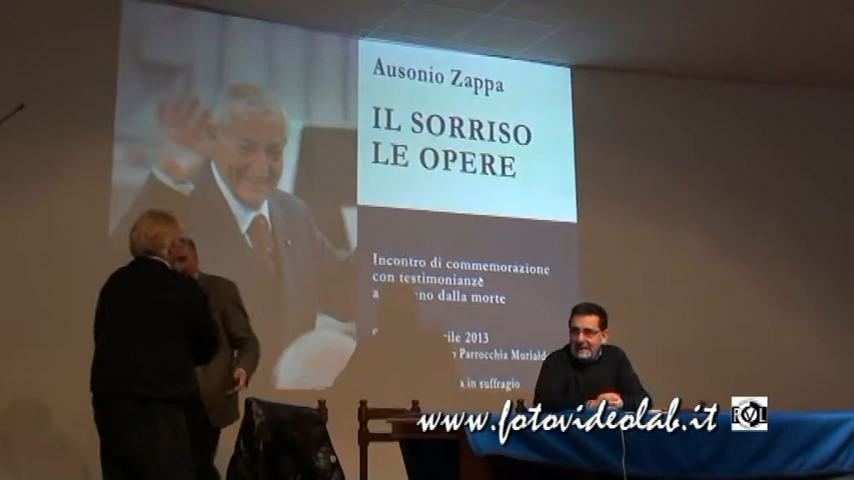 Ausonio Zappa
IL SORRISO
LE OPERE
Incontro di commemorazione
con testimonianze
dalla morte
2013
Parrocchia Murialdo
in suffragio
www.fotovideolab.it
FVL